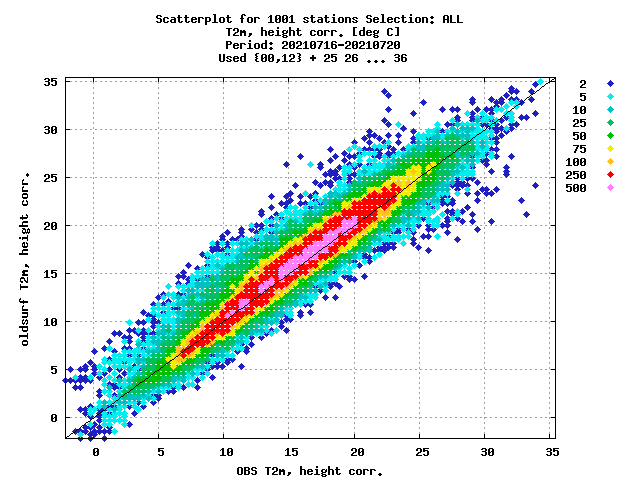 Scatterplot for 1001 stations Selection: ALL
T2m, height corr. [deg C]
Period: 20210716-20210720
Used {00,12} + 25 26 ... 36
35
30
25
20
15
10
5
0
oldsurf T2m, height corr.
2
5
10
25
50
75
100
250
500
0 5 10 15 20 25 30 35
OBS T2m, height corr.